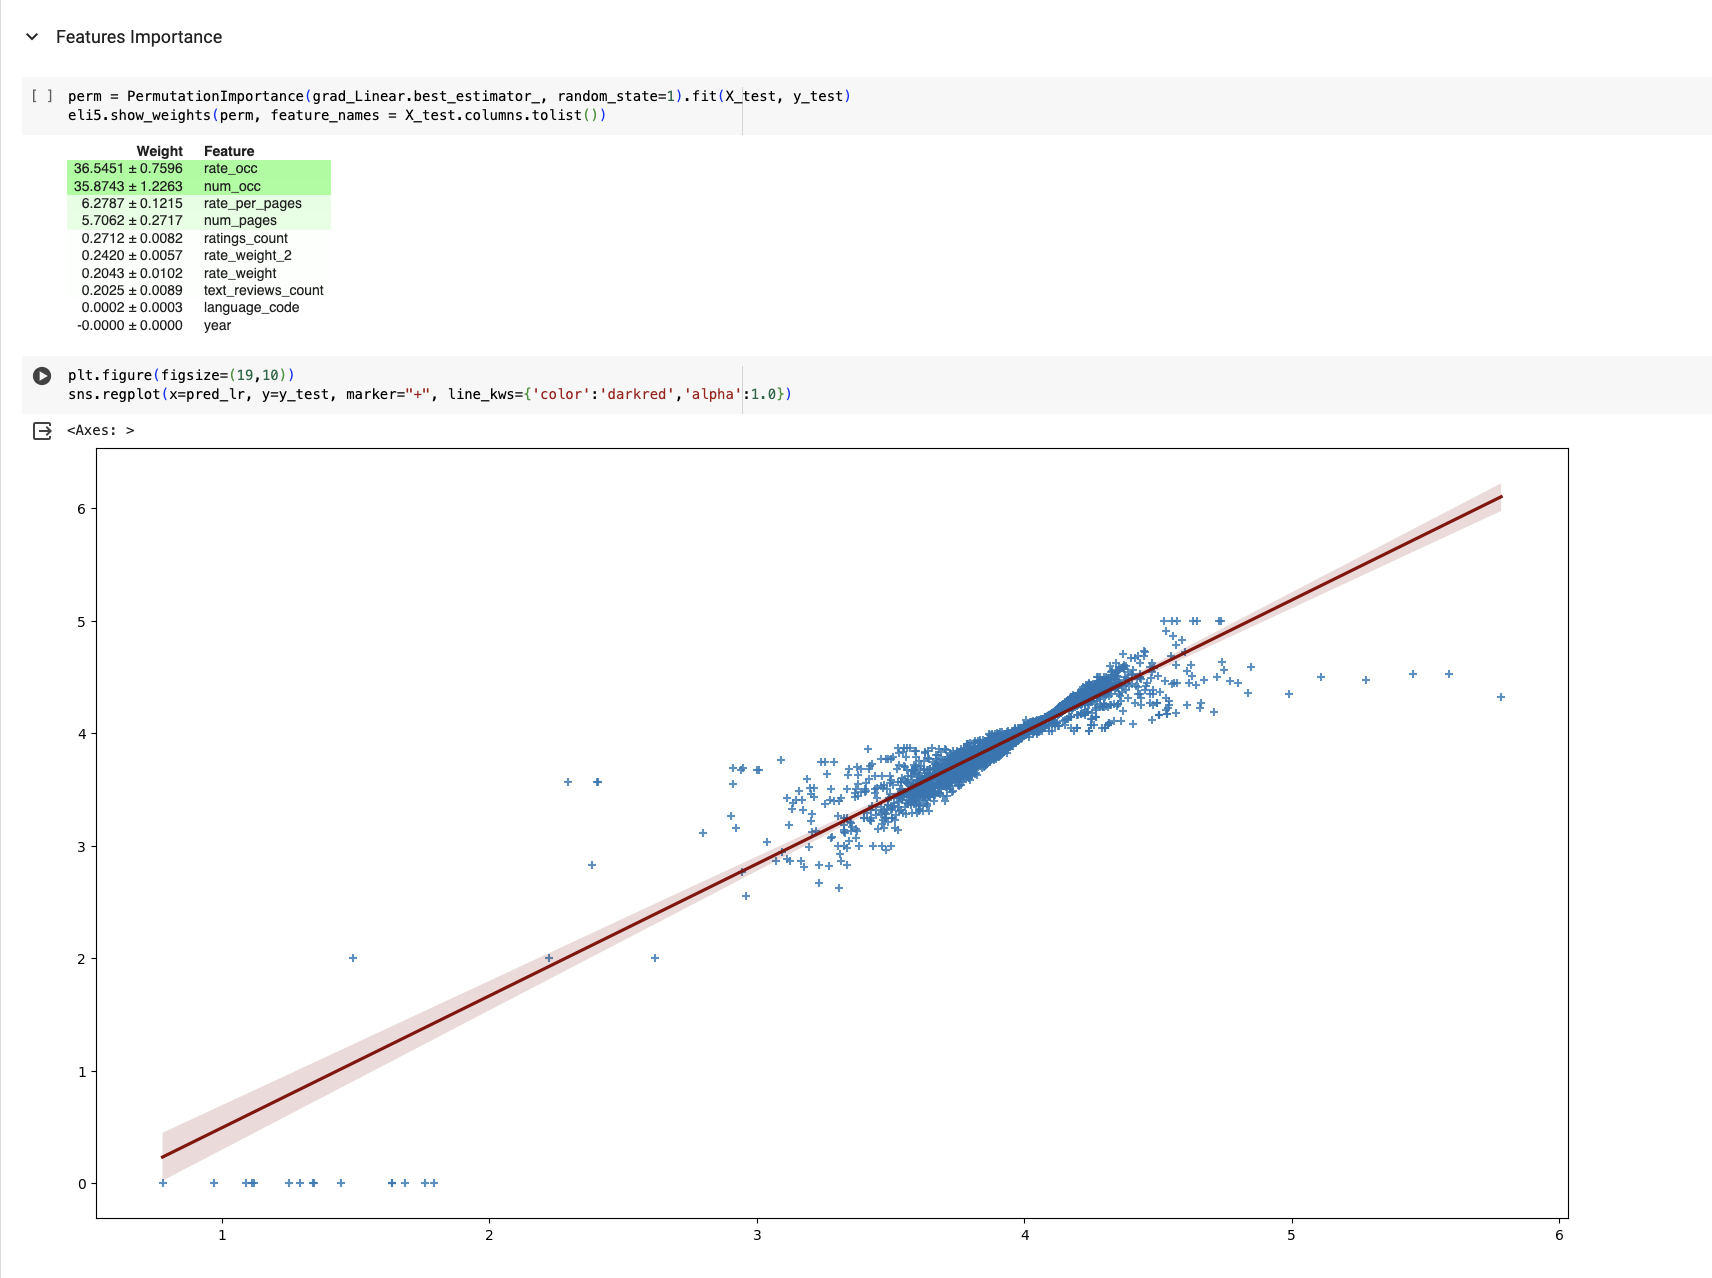 Features Importance
[ ] perm = PermutationImportance(grad_Linear.best_estimator_, random_state=1).fit(X_test, y_test)
eli5.show_weights(perm, feature_names = X_test.columns.tolist())
Weight Feature
36.5451 ± 0.7596 rate_occ
35.8743 ± 1.2263 num_occ
6.2787 ± 0.1215 rate_per_pages
5.7062 ± 0.2717 num_pages
0.2712 ± 0.0082 ratings_count
0.2420 ± 0.0057 rate_weight_2
0.2043 ± 0.0102 rate_weight
0.2025 ± 0.0089 text_reviews_count
0.0002 ± 0.0003 language_code
-0.0000 ± 0.0000 year
plt.figure(figsize=(19,10))
sns.regplot(x=pred_lr, y=y_test, marker="+", line_kws={'color':'darkred','alpha':1.0})
<Axes: >
6
5
4
3
2
1
0
1 2 3 4 5 6